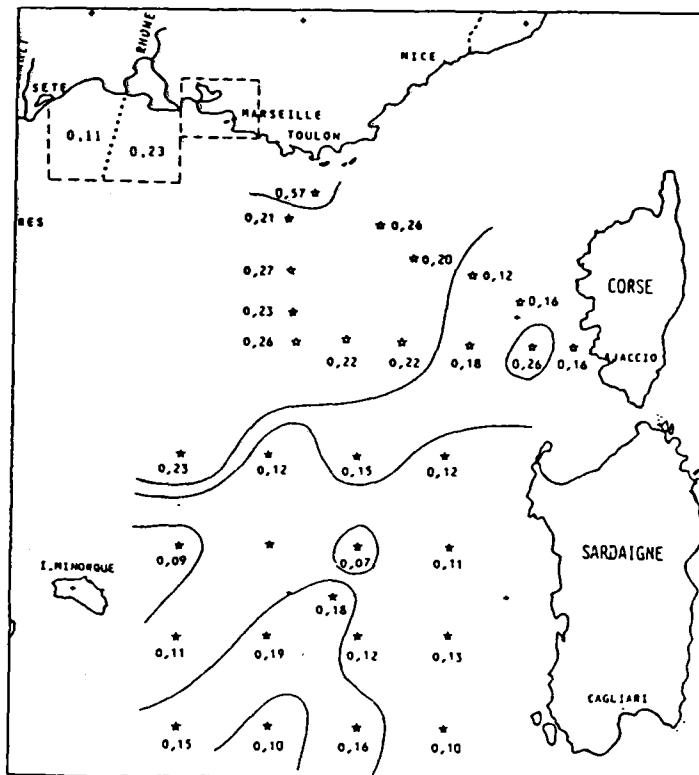 RHONE
NICE
SETE
MARSEILLE
TOULON
0,11
0,23
0,57
0,21
0,26
RES
0,20
0,27
0,12
CORSE
0,16
0,23
0,26
0,22
0,22
0,18
0,26
0,16
AJACCIO
0,23
0,12
0,15
0,12
0,09
0,07
0,11
SARDAIGNE
I.MINORQUE
0,18
0,11
0,19
0,12
0,13
CAGLIARI
0,15
0,10
0,16
0,10